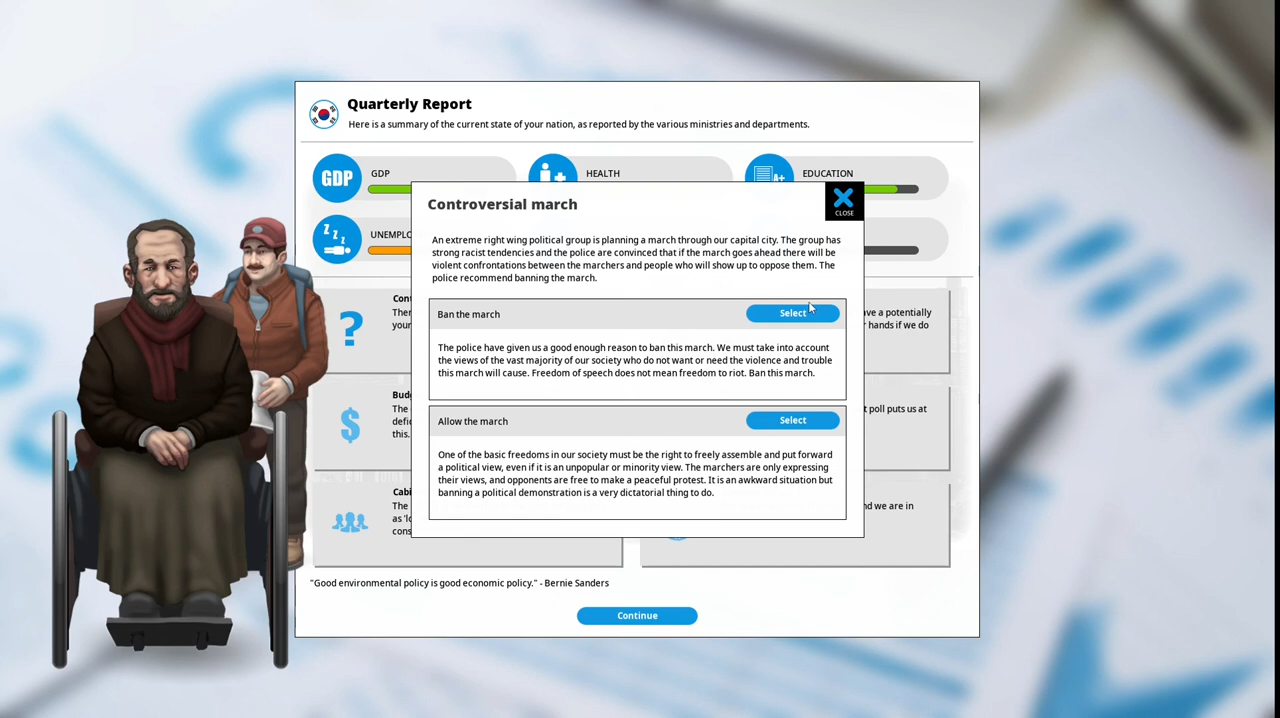 Quarterly Report
Here is a summary of the current state of your nation, as reported by the various ministries and departments.
GDP
GDP
HEALTH
A+
EDUCATION
Z Z Z
CLOSE
Controversial march
An extreme right wing political group is planning a march through our capital city. The group has
strong racist tendencies and the police are convinced that if the march goes ahead there will be
violent confrontations between the marchers and people who will show up to oppose them. The
police recommend banning the march.
Ban the march
Select
The police have given us a good enough reason to ban this march. We must take into account
the views of the vast majority of our society who do not want or need the violence and trouble
this march will cause. Freedom of speech does not mean freedom to riot. Ban this march.
Allow the march
Select
One of the basic freedoms in our society must be the right to freely assemble and put forward
a political view, even if it is an unpopular or minority view. The marchers are only expressing
their views, and opponents are free to make a peaceful protest. It is an awkward situation but
banning a political demonstration is a very dictatorial thing to do.
?
your
ave a potentially
hands if we do
$
The
this.
t poll puts us at
The
as 'lo
nd we are in
"Good environmental policy is good economic policy." - Bernie Sanders
Continue